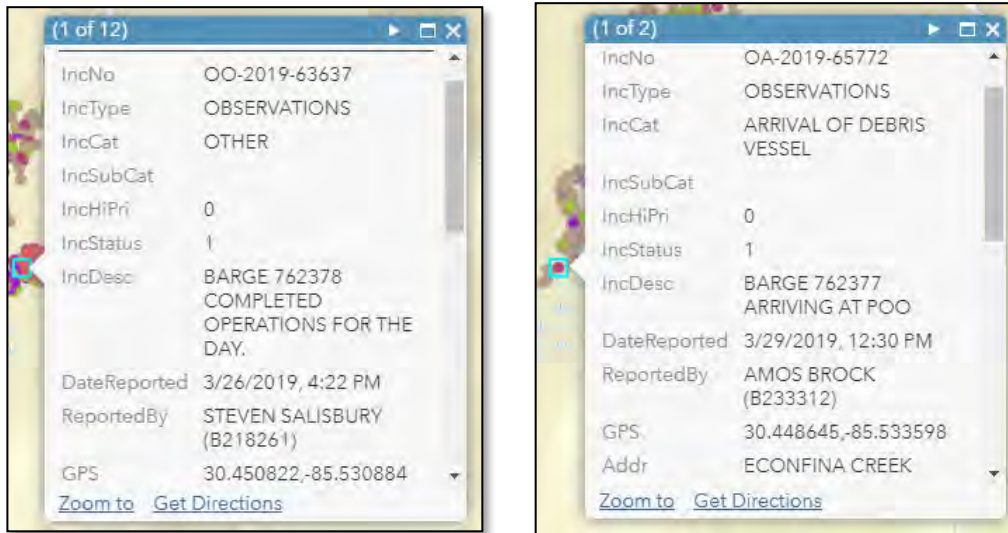 (1 of 12)
IncNo OO-2019-63637
IncType OBSERVATIONS
IncCat OTHER
IncSubCat
IncHiPri 0
IncStatus 1
IncDesc BARGE 762378
COMPLETED
OPERATIONS FOR THE
DAY.
DateReported 3/26/2019, 4:22 PM
ReportedBy STEVEN SALISBURY
(B218261)
GPS 30.450822,-85.530884
Zoom to Get Directions
(1 of 2)
IncNo OA-2019-65772
IncType OBSERVATIONS
IncCat ARRIVAL OF DEBRIS
VESSEL
IncSubCat
IncHiPri 0
IncStatus 1
IncDesc BARGE 762377
ARRIVING AT POO
DateReported 3/29/2019, 12:30 PM
ReportedBy AMOS BROCK
(B233312)
GPS 30.448645,-85.533598
Addr ECONFINA CREEK
Zoom to Get Directions